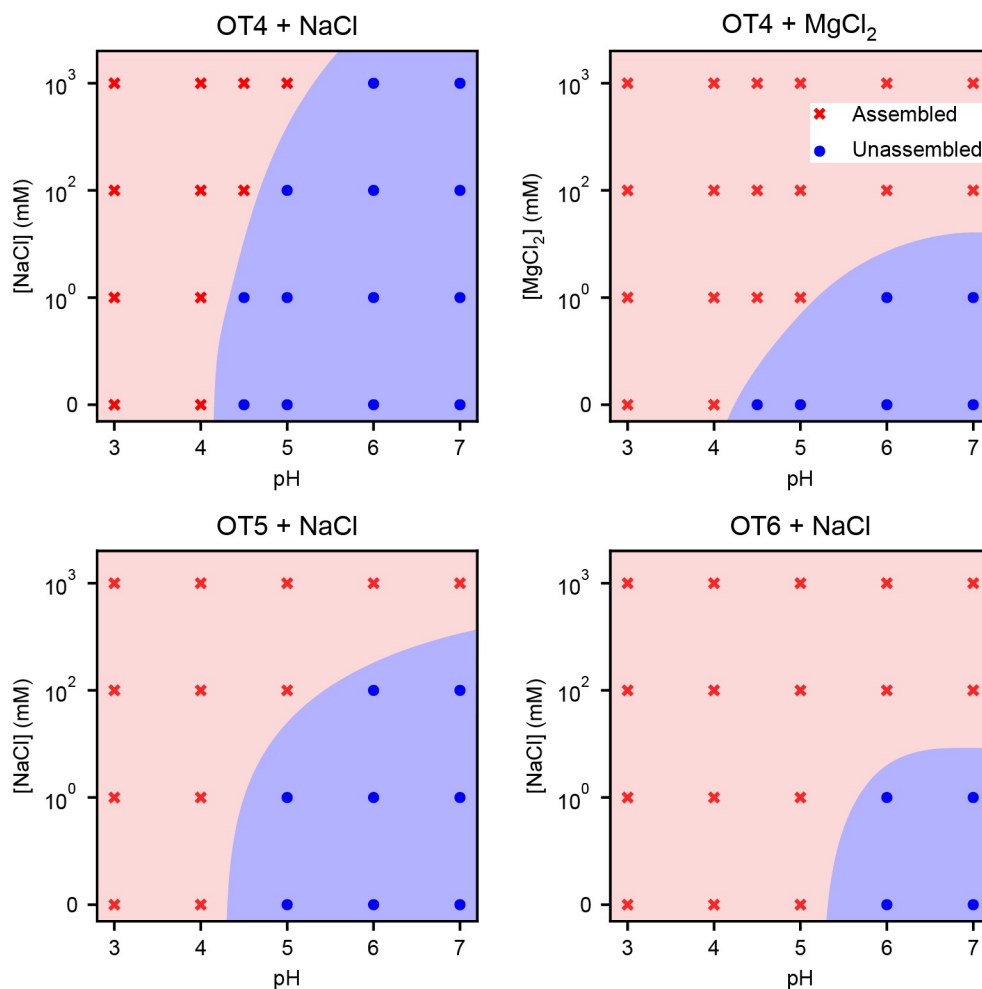 OT4 + NaCl
[NaCl] (mM)
10³
10²
10⁰
0
3 4 5 6 7
pH
OT4 + MgCl₂
[MgCl₂] (mM)
10³
10²
10⁰
0
Assembled
Unassembled
3 4 5 6 7
pH
OT5 + NaCl
[NaCl] (mM)
10³
10²
10⁰
0
3 4 5 6 7
pH
OT6 + NaCl
[NaCl] (mM)
10³
10²
10⁰
0
3 4 5 6 7
pH